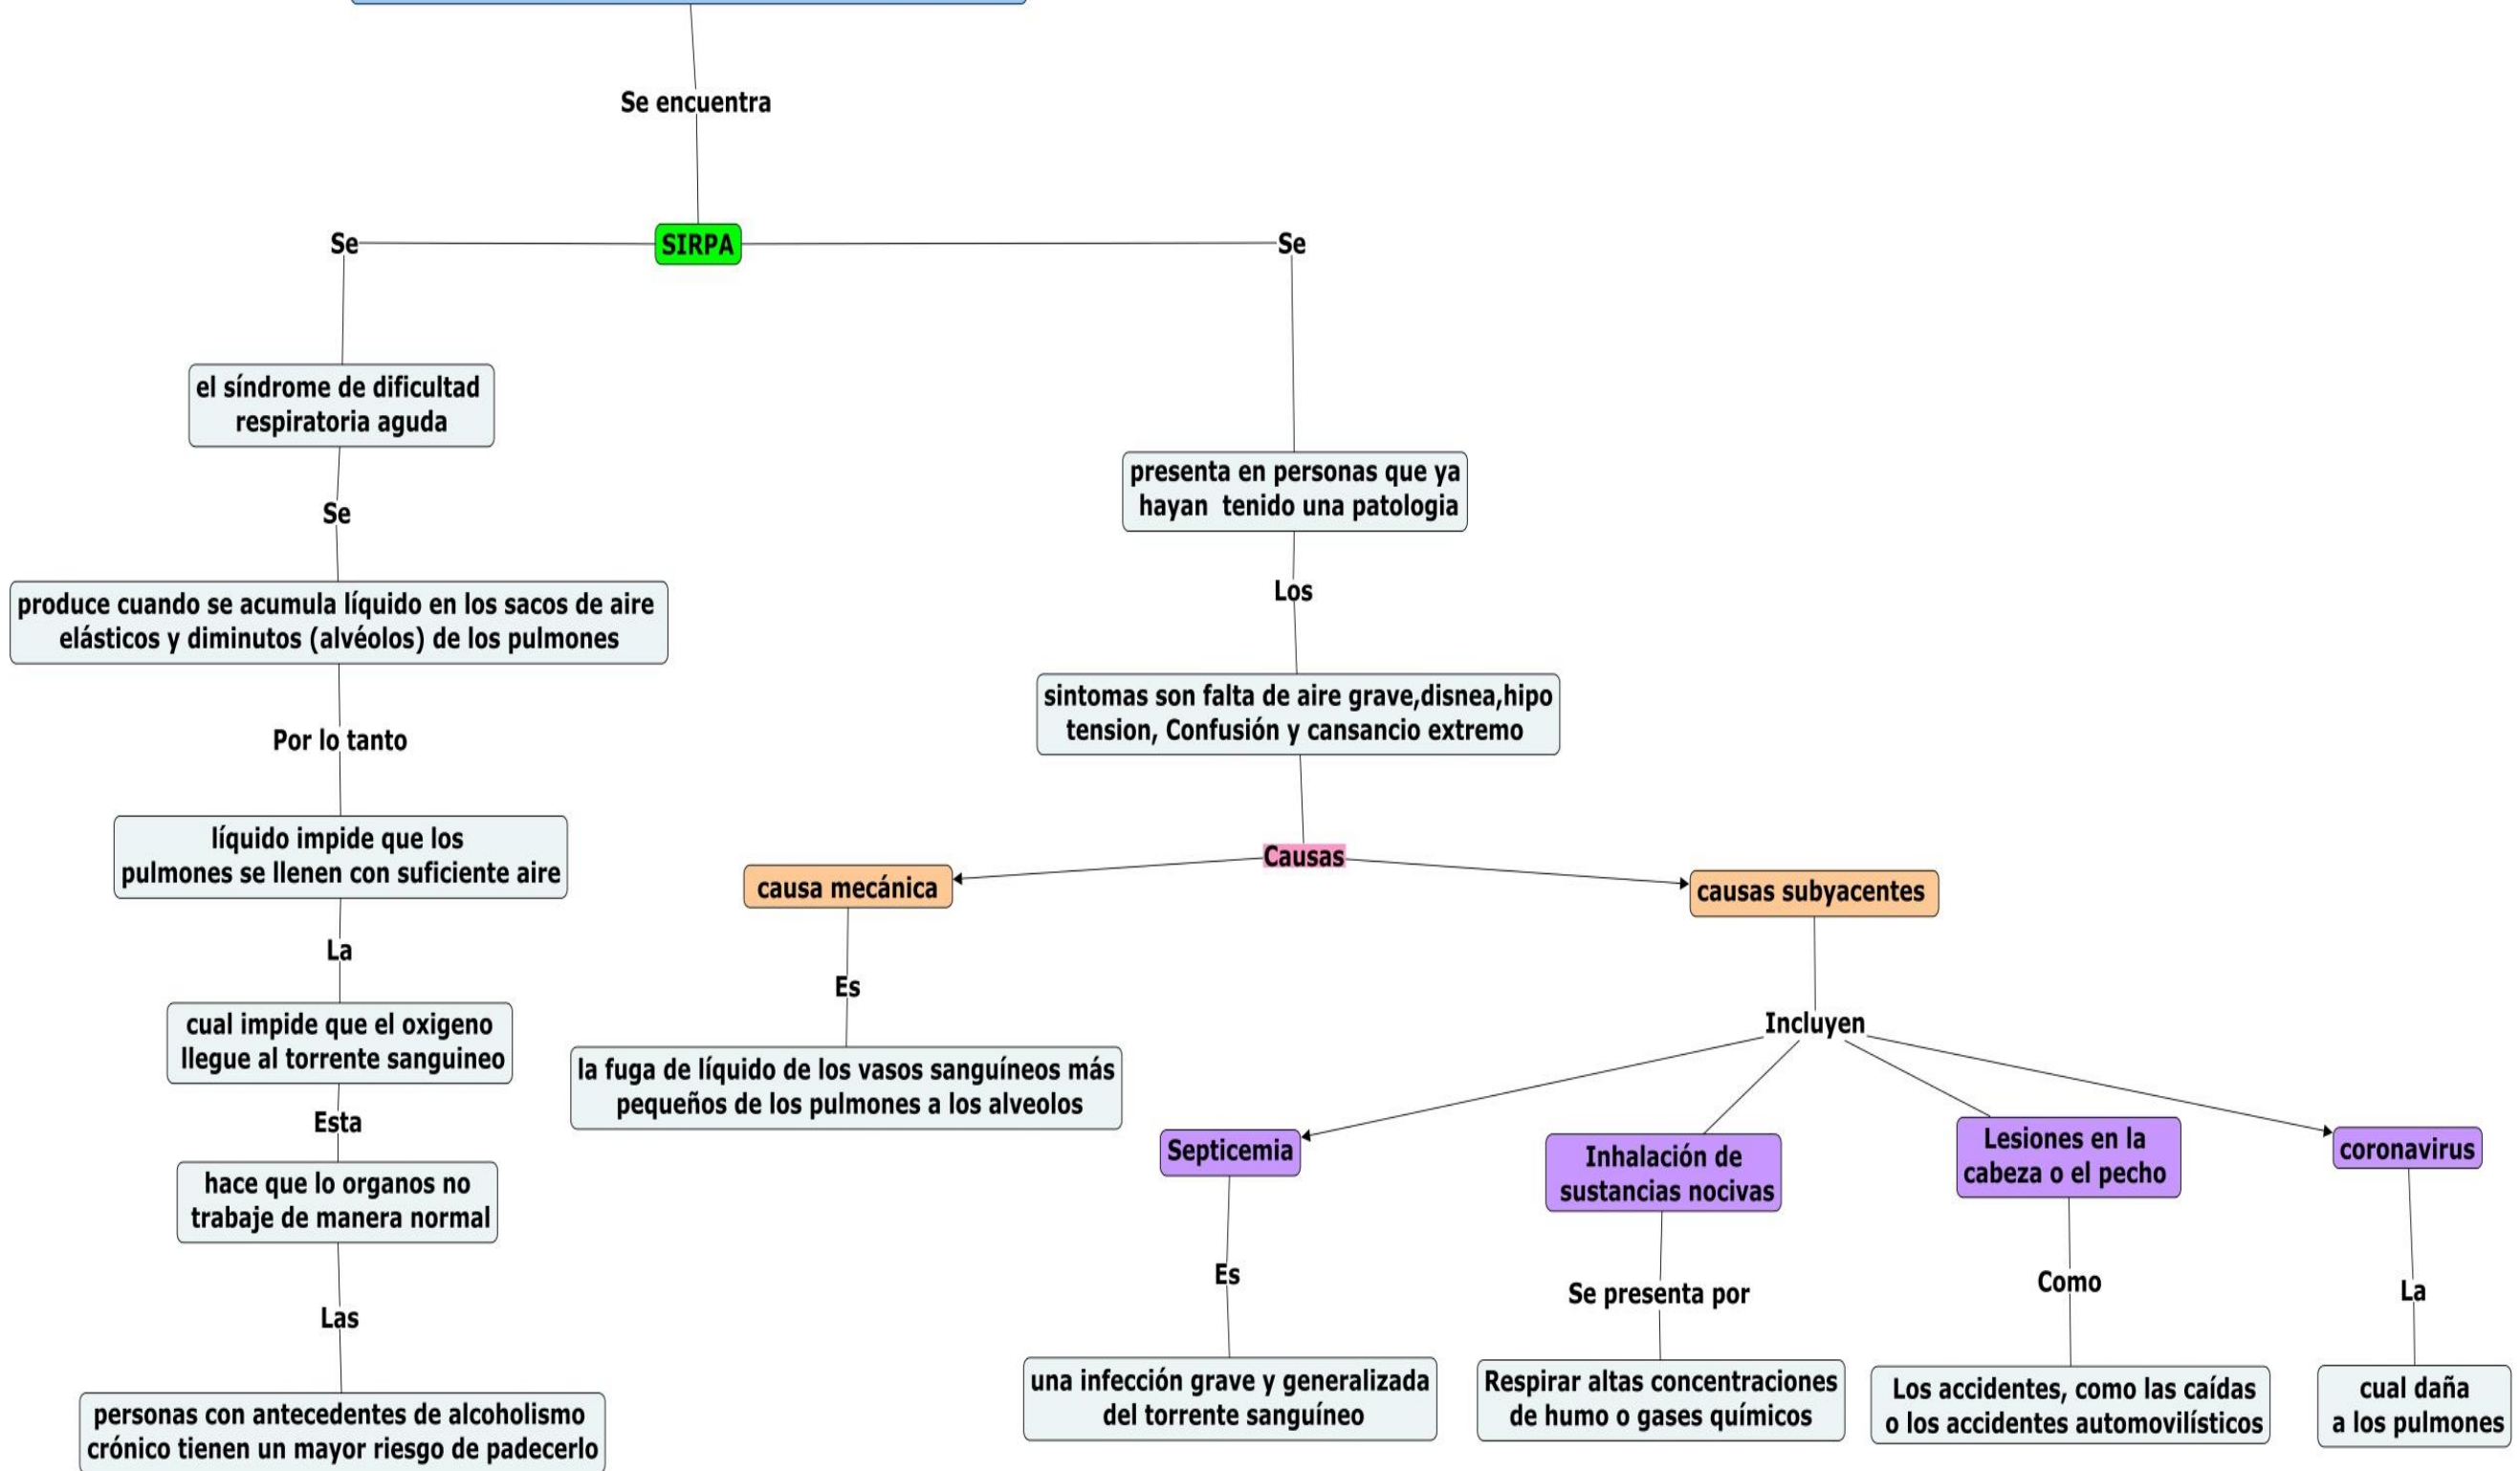 Se encuentra
SIRPA
Se
Se
el síndrome de dificultad
respiratoria aguda
Se
produce cuando se acumula líquido en los sacos de aire
elásticos y diminutos (alvéolos) de los pulmones
Por lo tanto
líquido impide que los
pulmones se llenen con suficiente aire
La
cual impide que el oxigeno
llegue al torrente sanguineo
Esta
hace que lo organos no
trabaje de manera normal
Las
personas con antecedentes de alcoholismo
crónico tienen un mayor riesgo de padecerlo
presenta en personas que ya
hayan  tenido una patologia
Los
sintomas son falta de aire grave,disnea,hipo
tension, Confusión y cansancio extremo
Causas
causa mecánica
Es
la fuga de líquido de los vasos sanguíneos más
pequeños de los pulmones a los alveolos
causas subyacentes
Incluyen
Septicemia
Es
una infección grave y generalizada
del torrente sanguíneo
Inhalación de
sustancias nocivas
Se presenta por
Respirar altas concentraciones
de humo o gases químicos
Lesiones en la
cabeza o el pecho
Como
Los accidentes, como las caídas
o los accidentes automovilísticos
coronavirus
La
cual daña
a los pulmones